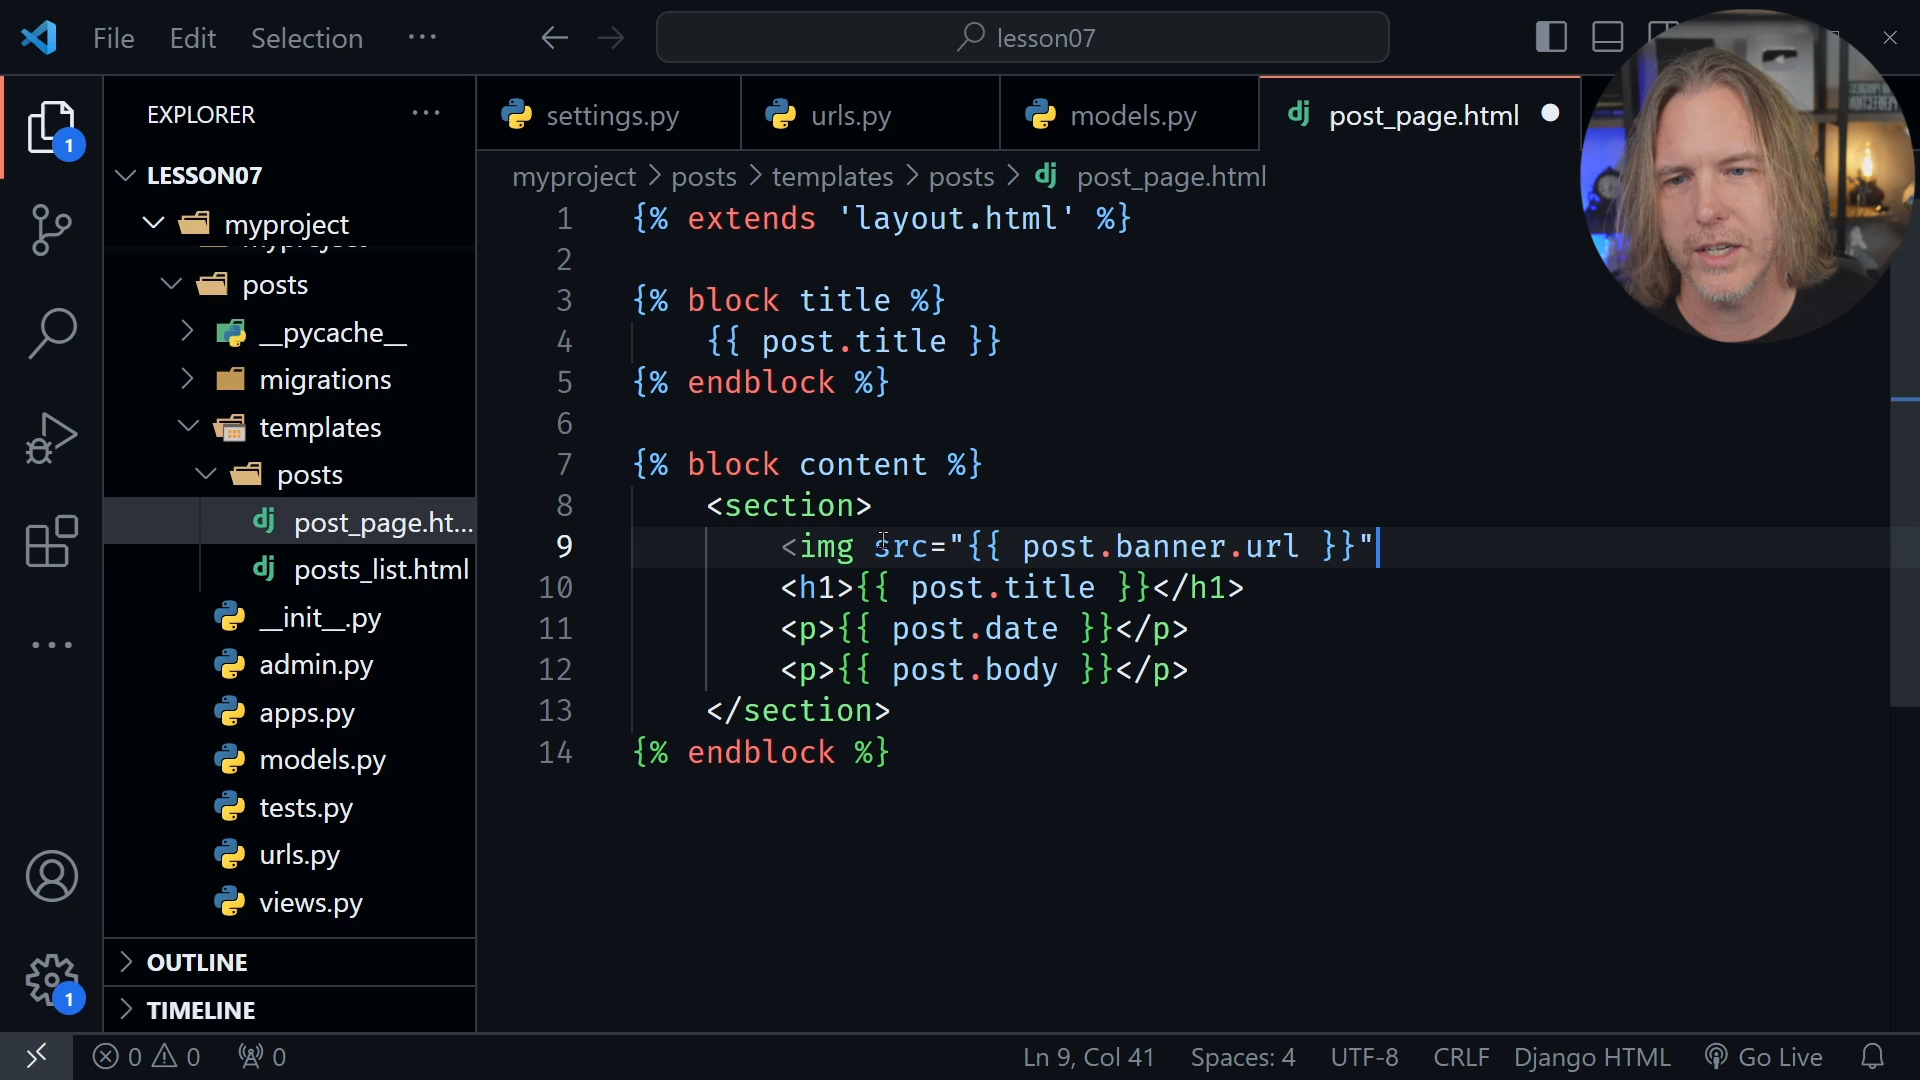 File Edit Selection ··· lesson07
EXPLORER ···
LESSON07
myproject
posts
__pycache__
migrations
templates
posts
post_page.ht...
posts_list.html
__init__.py
admin.py
apps.py
models.py
tests.py
urls.py
views.py
OUTLINE
TIMELINE
settings.py urls.py models.py dj post_page.html
myproject > posts > templates > posts > dj post_page.html
1 {% extends 'layout.html' %}
2
3 {% block title %}
4 {{ post.title }}
5 {% endblock %}
6
7 {% block content %}
8 <section>
9 <img src="{{ post.banner.url }}"
10 <h1>{{ post.title }}</h1>
11 <p>{{ post.date }}</p>
12 <p>{{ post.body }}</p>
13 </section>
14 {% endblock %}
1
1
0 0 0 Ln 9, Col 41 Spaces: 4 UTF-8 CRLF Django HTML Go Live